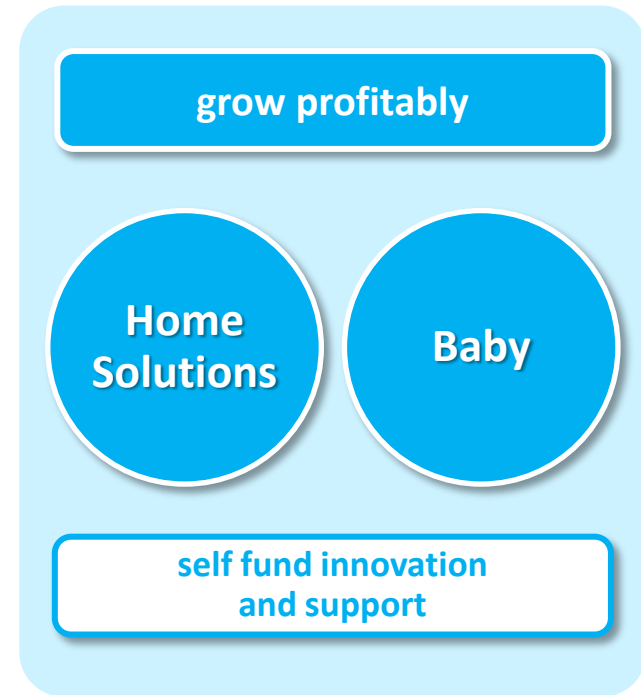 grow profitably
Home
Solutions
Baby
self fund innovation
and support